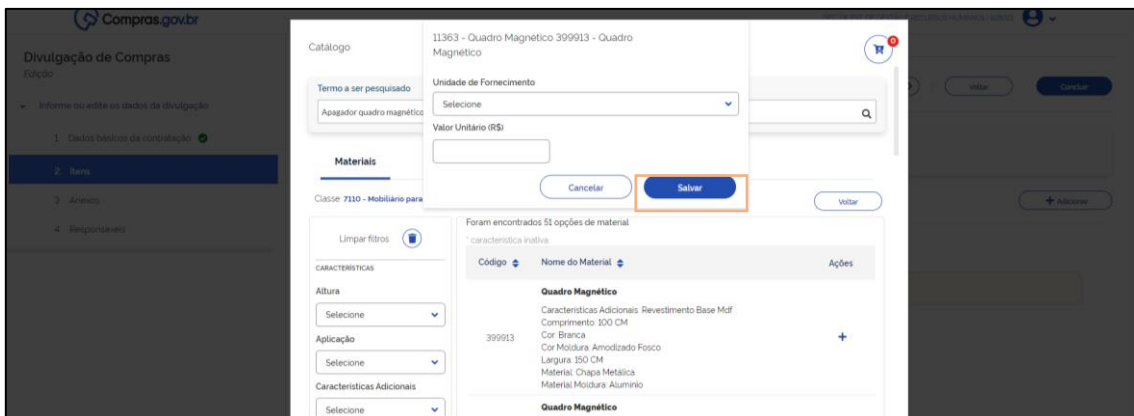 Compras.gov.br
Divulgação de Compras
Edição
Informe ou edite os dados da divulgação
1 Dados básicos da contratação
2. Itens
3 Anexos
4 Responsáveis
Voltar
Concluir
+ Adicionar
Catálogo
0
Termo a ser pesquisado
Apagador quadro magnético
Materiais
Classe 7110 - Mobiliário para
Voltar
11363 - Quadro Magnético 399913 - Quadro
Magnético
Unidade de Fornecimento
Selecione
Valor Unitário (R$)
Cancelar
Salvar
Limpar filtros
CARACTERÍSTICAS
Altura
Selecione
Aplicação
Selecione
Características Adicionais
Selecione
Foram encontrados 51 opções de material
* característica inativa
Código
Nome do Material
Ações
Quadro Magnético
399913
Características Adicionais: Revestimento Base Mdf
Comprimento: 100 CM
Cor: Branca
Cor Moldura: Amodizado Fosco
Largura: 150 CM
Material: Chapa Metálica
Material Moldura: Alumínio
+
Quadro Magnético